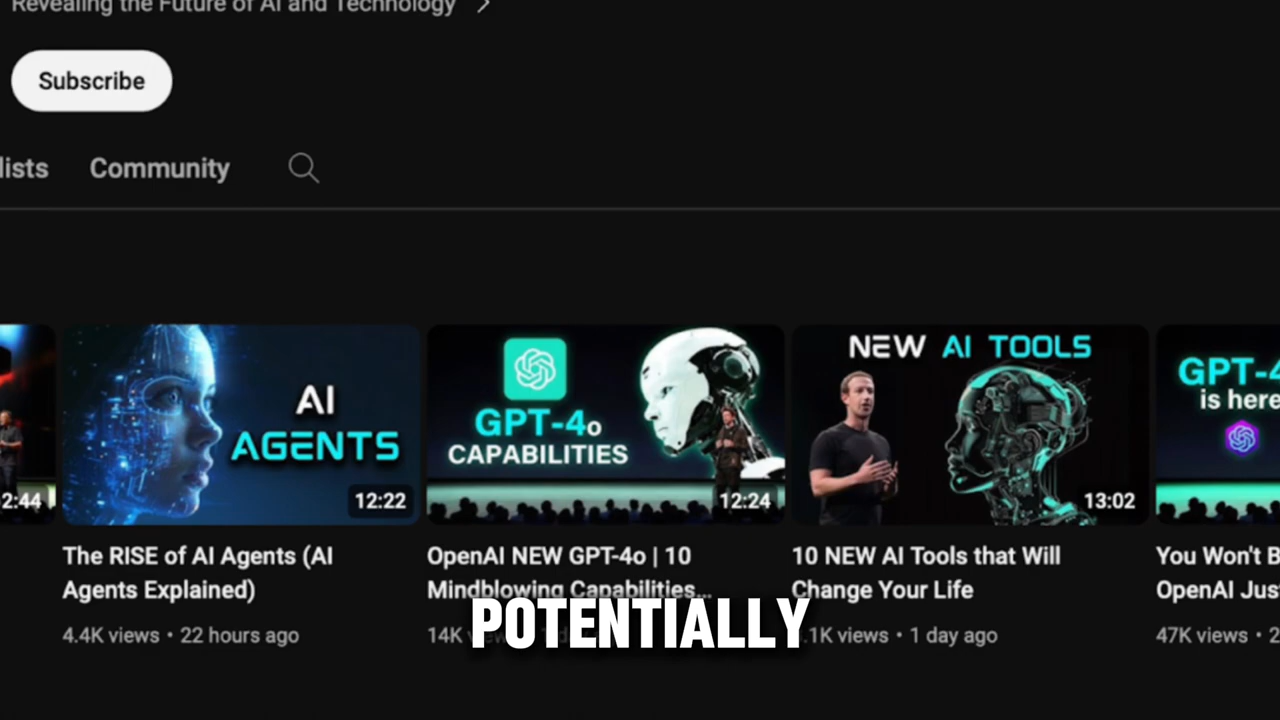 Revealing the Future of AI and Technology
Subscribe
lists
Community
NEW AI TOOLS
GPT-4
is here
AI
AGENTS
GPT-4o
CAPABILITIES
2:44
12:22
12:24
13:02
The RISE of AI Agents (AI
Agents Explained)
4.4K views • 22 hours ago
OpenAI NEW GPT-4o | 10
Mindblowing Capabilities...
14K
10 NEW AI Tools that Will
Change Your Life
.1K views • 1 day ago
You Won't B
OpenAI Jus
47K views • 2
POTENTIALLY